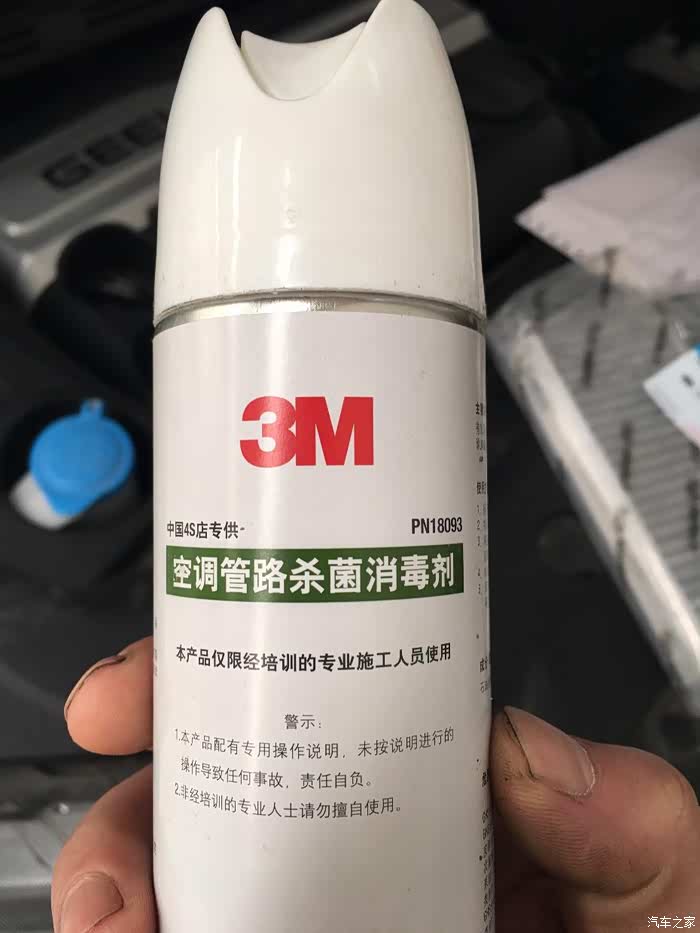 GEE
3M
中国4S店专供
PN18093
空调管路杀菌消毒剂
本产品仅限经培训的专业施工人员使用
警示:
1.本产品配有专用操作说明，未按说明进行的
操作导致任何事故，责任自负。
2.非经培训的专业人士请勿擅自使用。
汽车之家